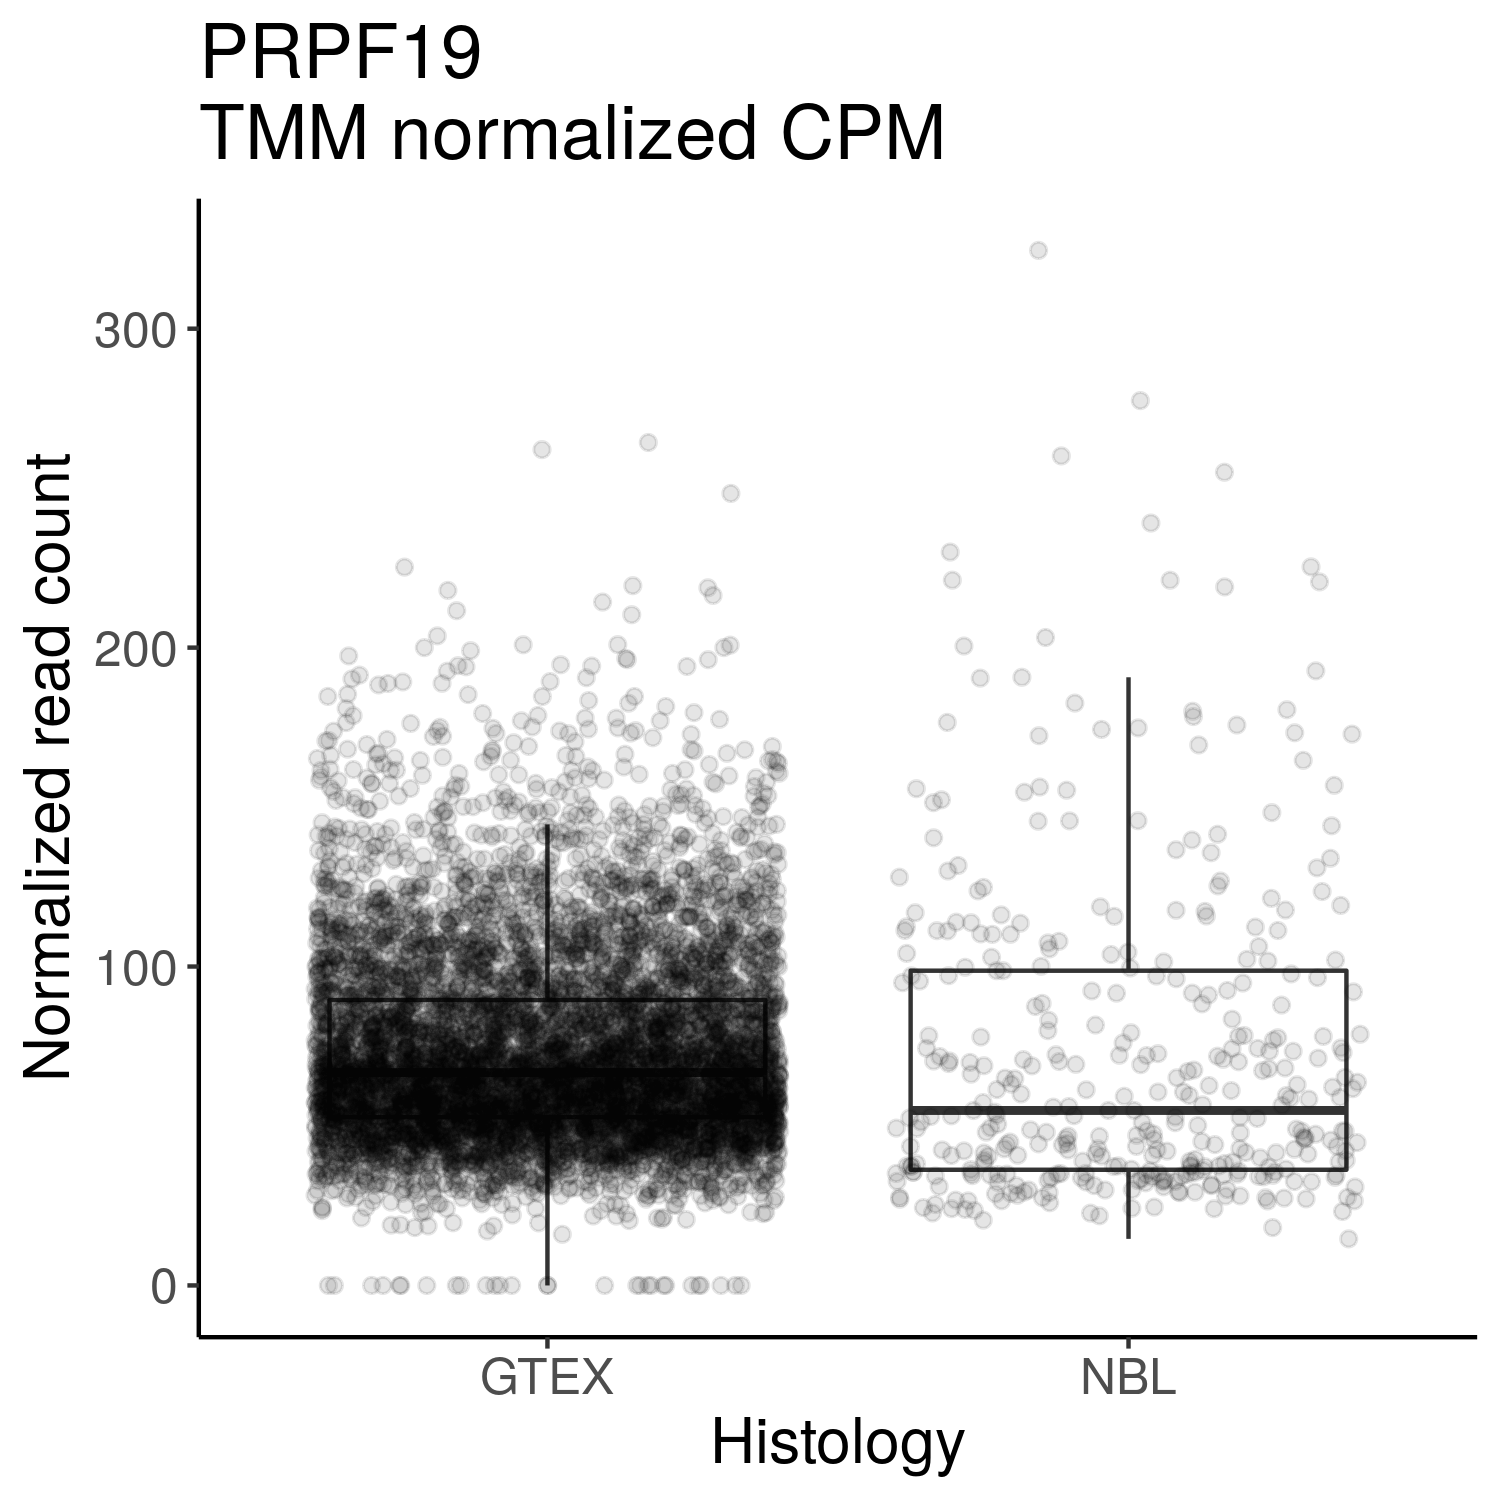 PRPF19
TMM normalized CPM
Normalized read count
300
200
100
0
GTEX
NBL
Histology